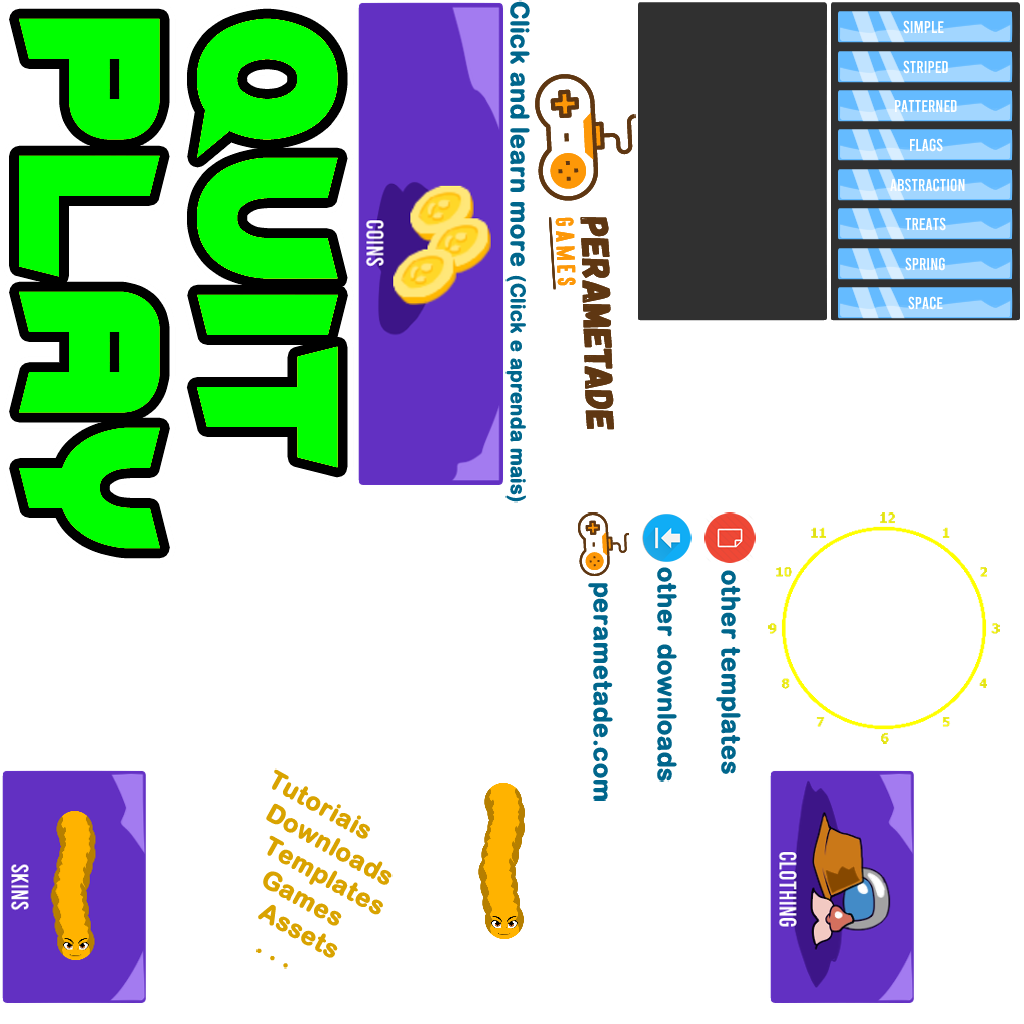 PLAY
QUIT
COINS
Click and learn more (Click e aprenda mais)
PERAMETADE
GAMES
SIMPLE
STRIPED
PATTERNED
FLAGS
ABSTRACTION
TREATS
SPRING
SPACE
other templates
other downloads
perametade.com
12
1
2
3
4
5
6
7
8
9
10
11
SKINS
Tutoriais
Downloads
Templates
Games
Assets
...
CLOTHING